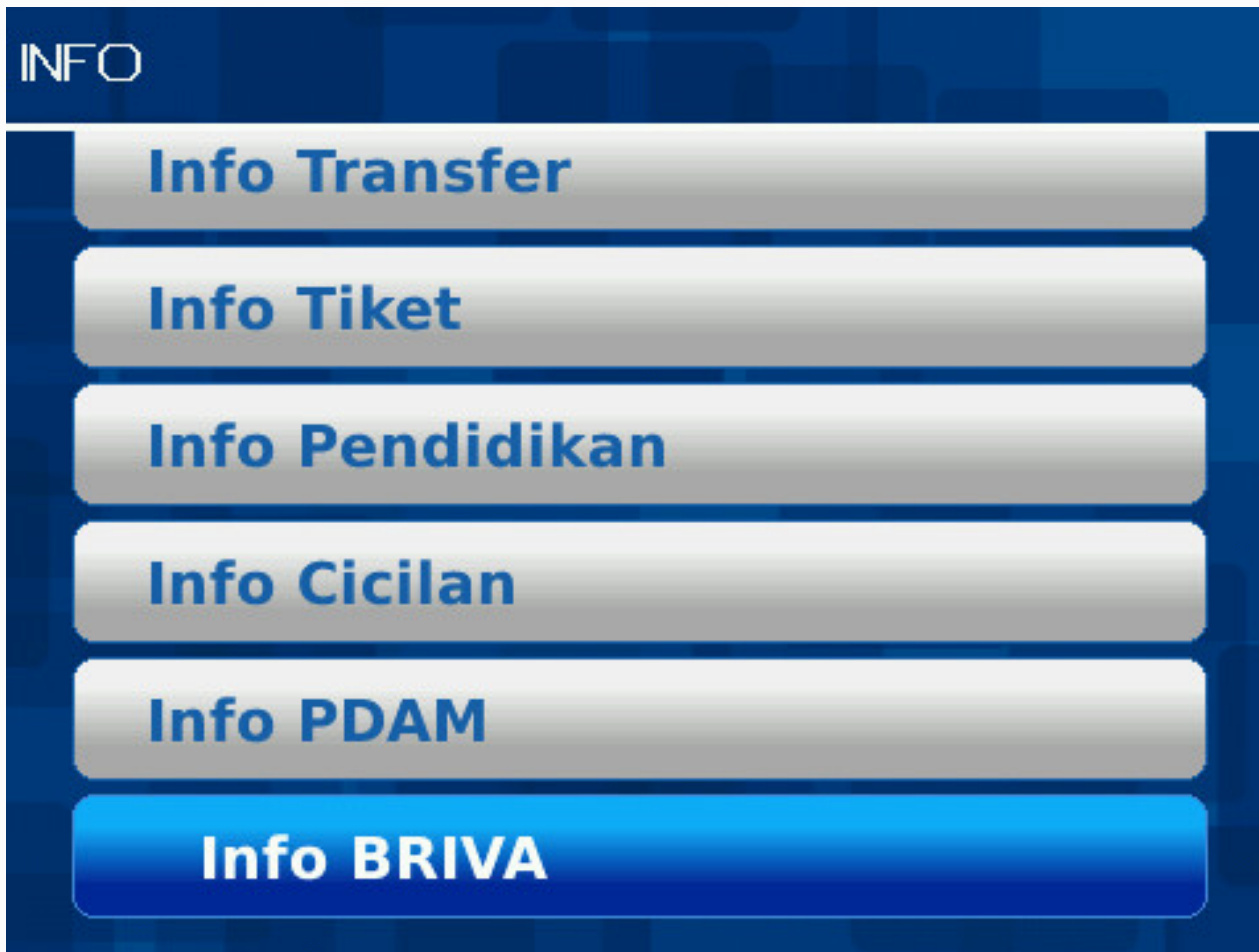 INFO
Info Transfer
Info Tiket
Info Pendidikan
Info Cicilan
Info PDAM
Info BRIVA